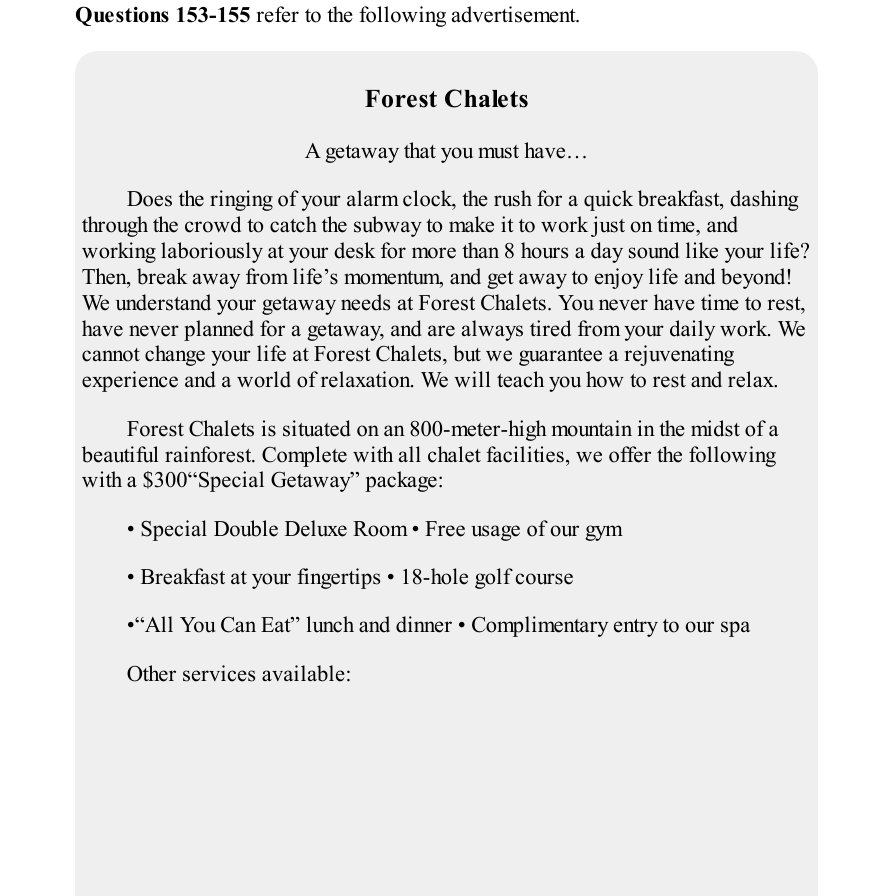 Questions 153-155 refer to the following advertisement.
Forest Chalets
A getaway that you must have…
Does the ringing of your alarm clock, the rush for a quick breakfast, dashing
through the crowd to catch the subway to make it to work just on time, and
working laboriously at your desk for more than 8 hours a day sound like your life?
Then, break away from life’s momentum, and get away to enjoy life and beyond!
We understand your getaway needs at Forest Chalets. You never have time to rest,
have never planned for a getaway, and are always tired from your daily work. We
cannot change your life at Forest Chalets, but we guarantee a rejuvenating
experience and a world of relaxation. We will teach you how to rest and relax.
Forest Chalets is situated on an 800-meter-high mountain in the midst of a
beautiful rainforest. Complete with all chalet facilities, we offer the following
with a $300“Special Getaway” package:
• Special Double Deluxe Room • Free usage of our gym
• Breakfast at your fingertips • 18-hole golf course
•“All You Can Eat” lunch and dinner • Complimentary entry to our spa
Other services available: